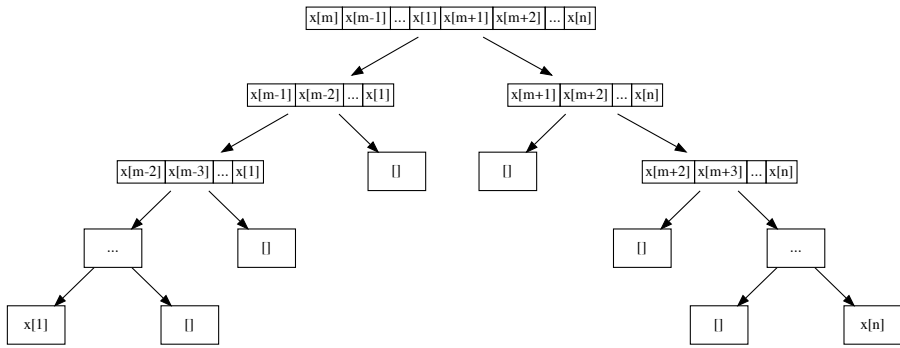 x[m] x[m-1] ... x[1] x[m+1] x[m+2] ... x[n]
x[m-1] x[m-2] ... x[1] x[m+1] x[m+2] ... x[n]
x[m-2] x[m-3] ... x[1] [] [] x[m+2] x[m+3] ... x[n]
... [] [] ...
x[1] [] [] x[n]